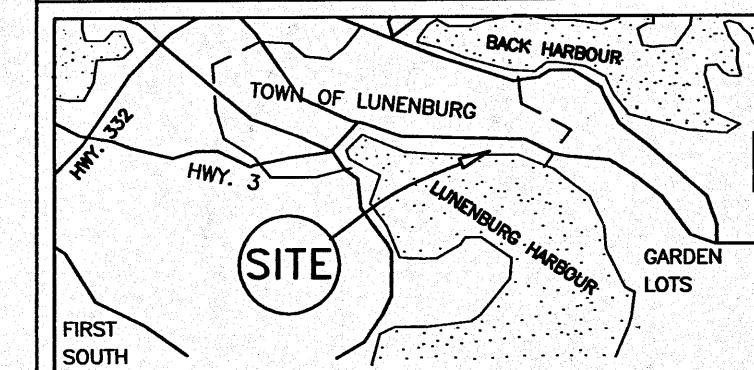 BACK HARBOUR
TOWN OF LUNENBURG
HWY. 332
HWY. 3
LUNENBURG HARBOUR
SITE
GARDEN
LOTS
FIRST
SOUTH